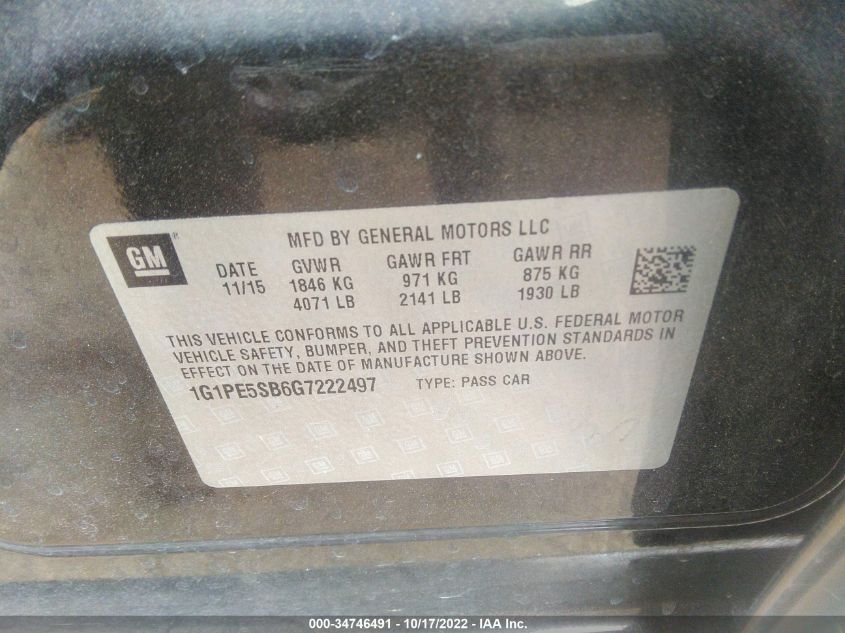 GM ®
MFD BY GENERAL MOTORS LLC
DATE GVWR GAWR FRT GAWR RR
11/15 1846 KG 971 KG 875 KG
4071 LB 2141 LB 1930 LB
THIS VEHICLE CONFORMS TO ALL APPLICABLE U.S. FEDERAL MOTOR
VEHICLE SAFETY, BUMPER, AND THEFT PREVENTION STANDARDS IN
EFFECT ON THE DATE OF MANUFACTURE SHOWN ABOVE.
1G1PE5SB6G7222497 TYPE: PASS CAR
000-34746491 - 10/17/2022 - IAA Inc.